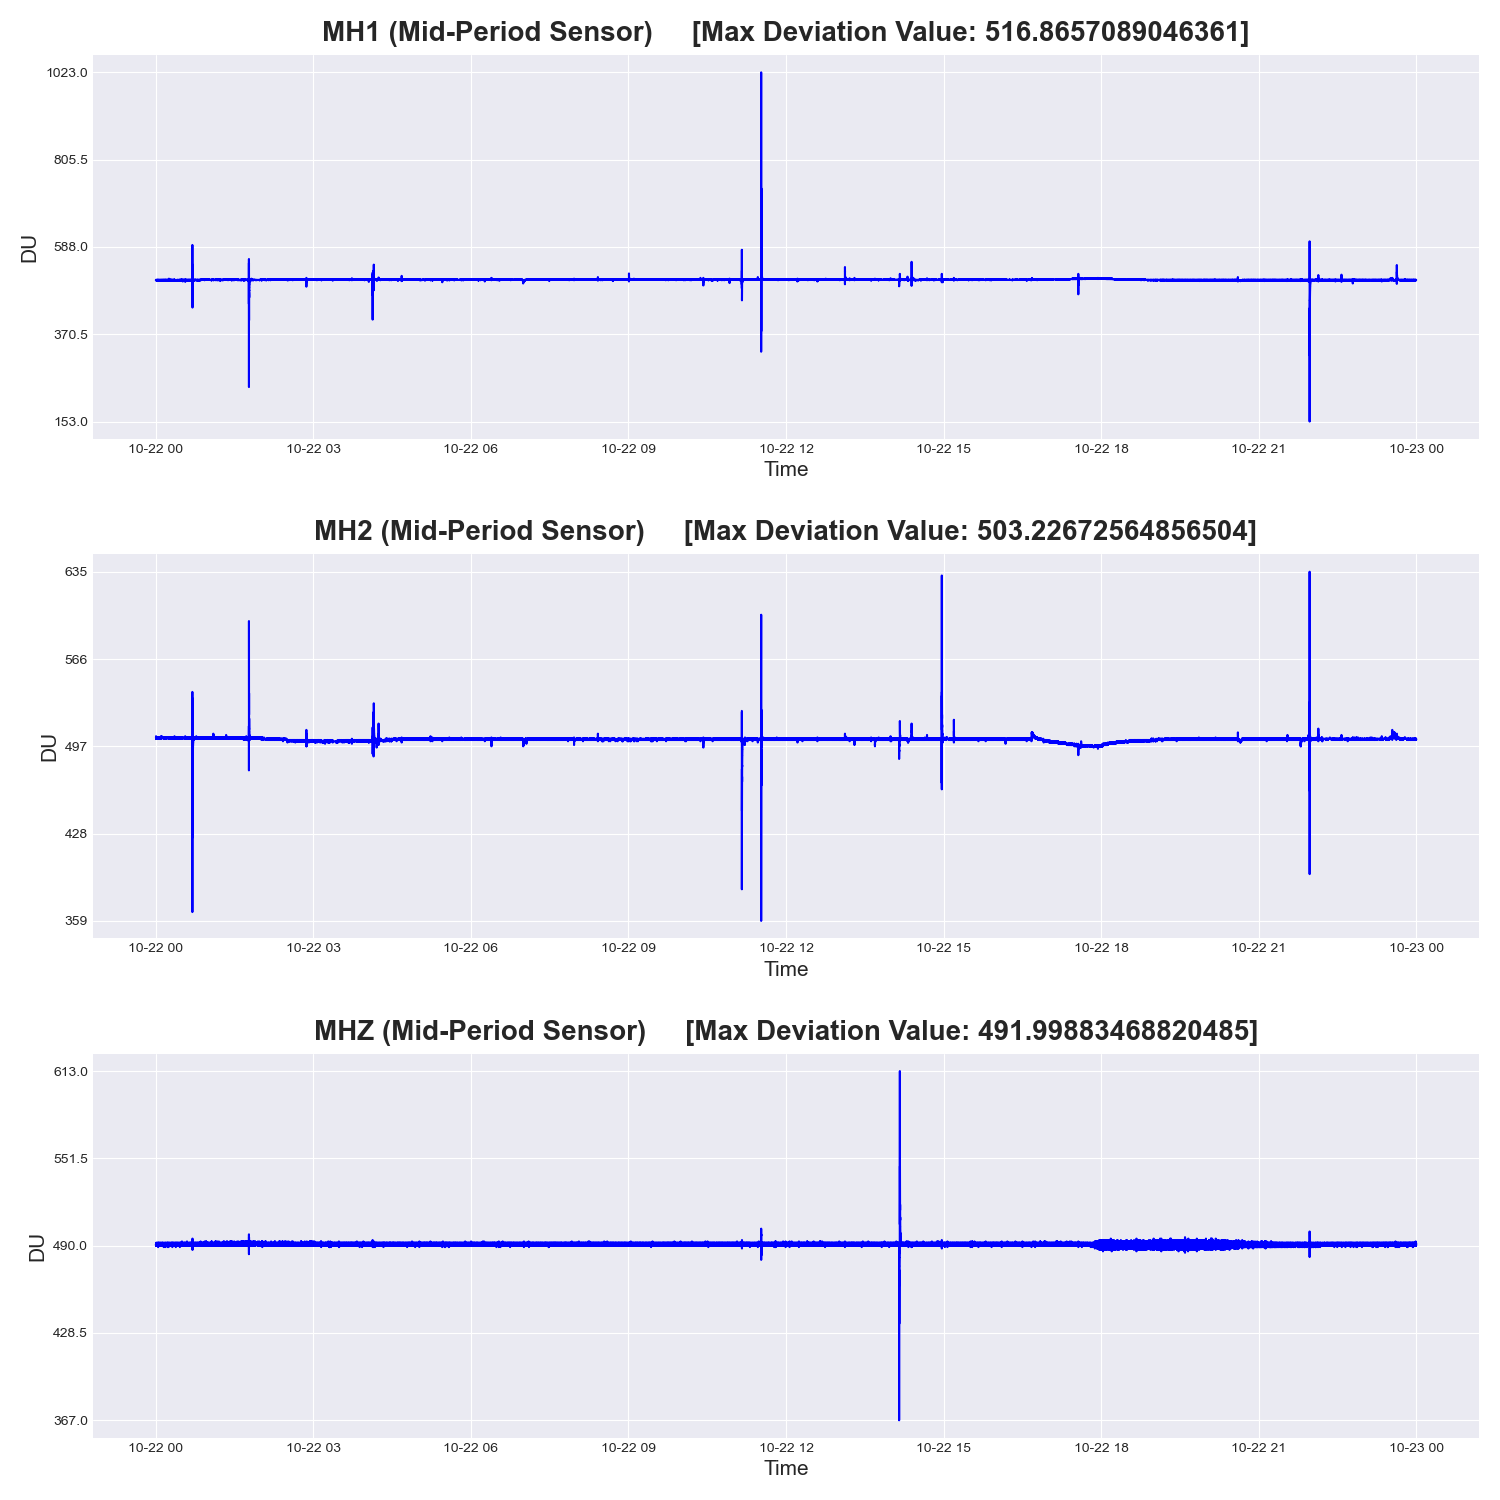 MH1 (Mid-Period Sensor) [Max Deviation Value: 516.8657089046361]
1023.0
805.5
588.0
370.5
153.0
DU
10-22 00 10-22 03 10-22 06 10-22 09 10-22 12 10-22 15 10-22 18 10-22 21 10-23 00
Time
MH2 (Mid-Period Sensor) [Max Deviation Value: 503.22672564856504]
635
566
497
428
359
DU
10-22 00 10-22 03 10-22 06 10-22 09 10-22 12 10-22 15 10-22 18 10-22 21 10-23 00
Time
MHZ (Mid-Period Sensor) [Max Deviation Value: 491.99883468820485]
613.0
551.5
490.0
428.5
367.0
DU
10-22 00 10-22 03 10-22 06 10-22 09 10-22 12 10-22 15 10-22 18 10-22 21 10-23 00
Time